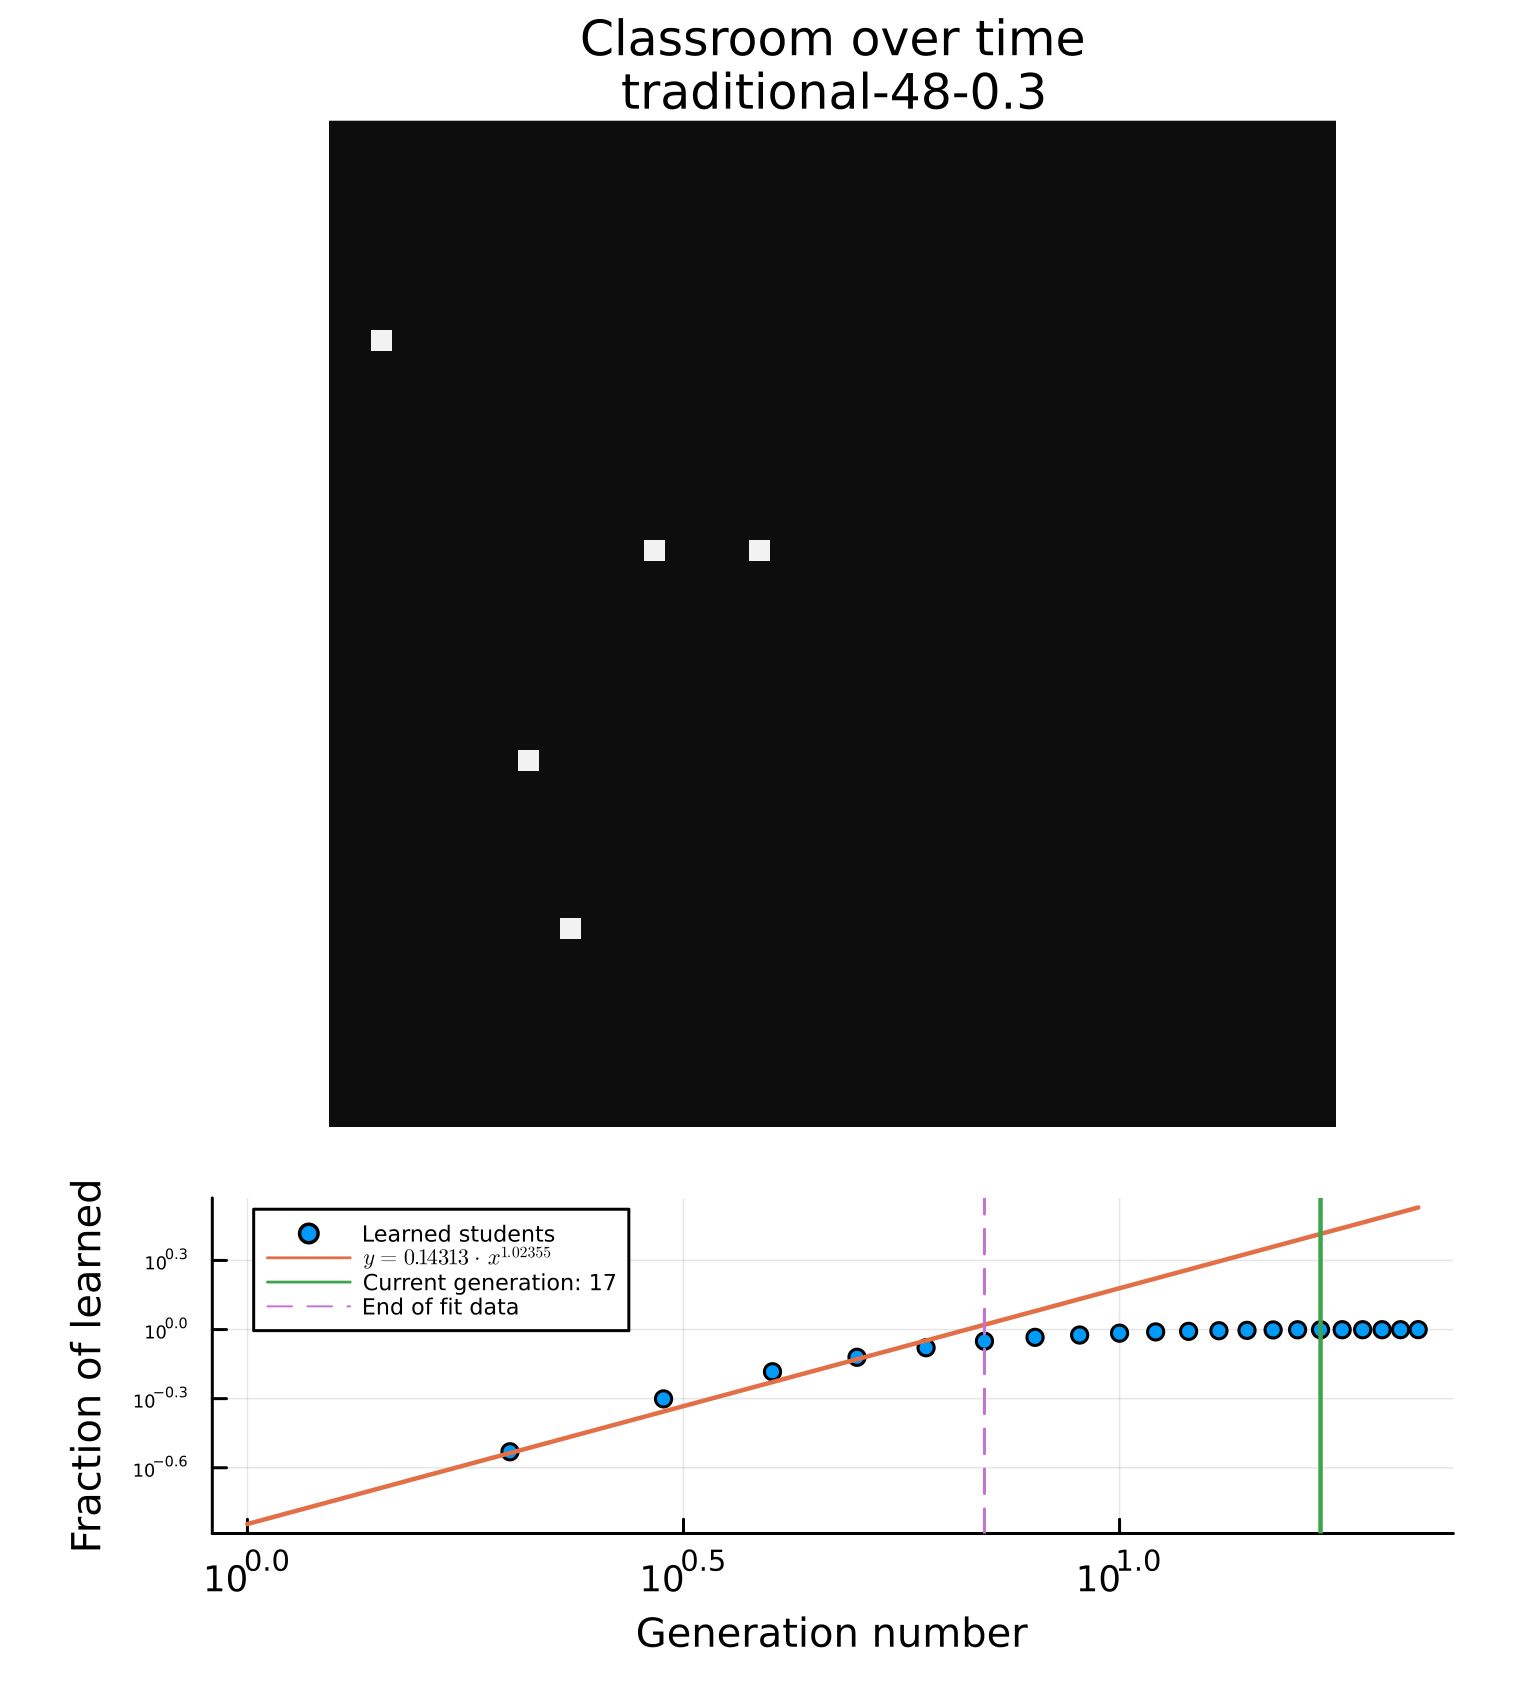 Classroom over time
traditional-48-0.3
Fraction of learned
10^0.3
10^0.0
10^−0.3
10^−0.6
Learned students
y = 0.14313 · x^1.02355
Current generation: 17
End of fit data
10^0.0 10^0.5 10^1.0
Generation number